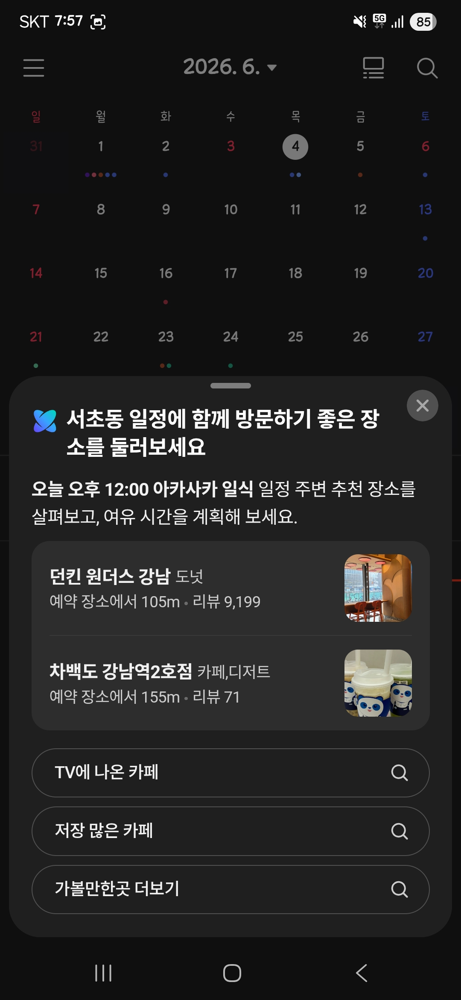 SKT 7:57 5G 85
2026. 6.
일 월 화 수 목 금 토
31 1 2 3 4 5 6
7 8 9 10 11 12 13
14 15 16 17 18 19 20
21 22 23 24 25 26 27
서초동 일정에 함께 방문하기 좋은 장
소를 둘러보세요
오늘 오후 12:00 아카사카 일식 일정 주변 추천 장소를
살펴보고, 여유 시간을 계획해 보세요.
던킨 원더스 강남 도넛
예약 장소에서 105m • 리뷰 9,199
차백도 강남역2호점 카페,디저트
예약 장소에서 155m • 리뷰 71
TV에 나온 카페
저장 많은 카페
가볼만한곳 더보기